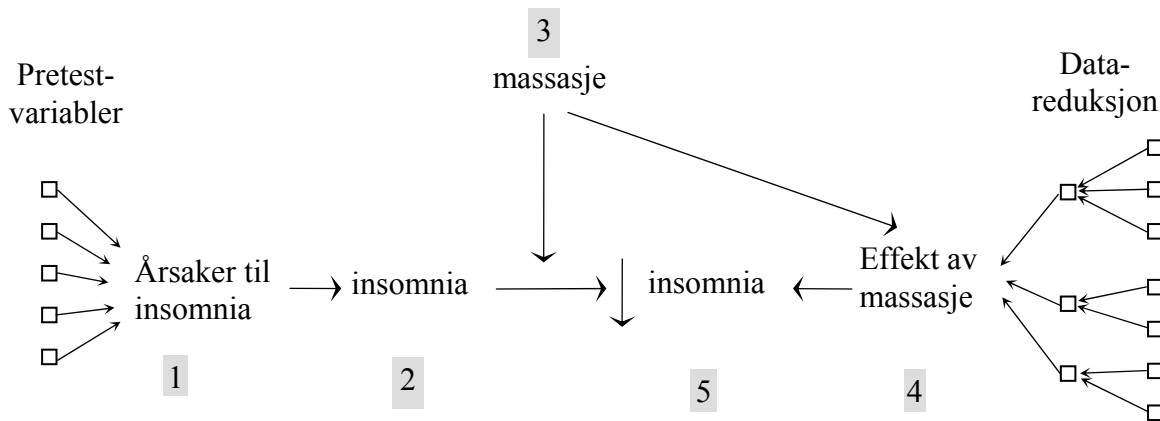 3
massasje
Pretest-
variabler
Data-
reduksjon
Årsaker til
insomnia
insomnia
insomnia
Effekt av
massasje
1
2
5
4